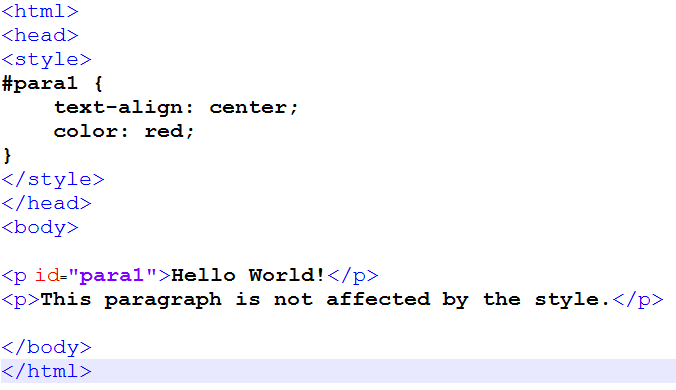 <html>
<head>
<style>
#para1 {
    text-align: center;
    color: red;
}
</style>
</head>
<body>

<p id="para1">Hello World!</p>
<p>This paragraph is not affected by the style.</p>

</body>
</html>